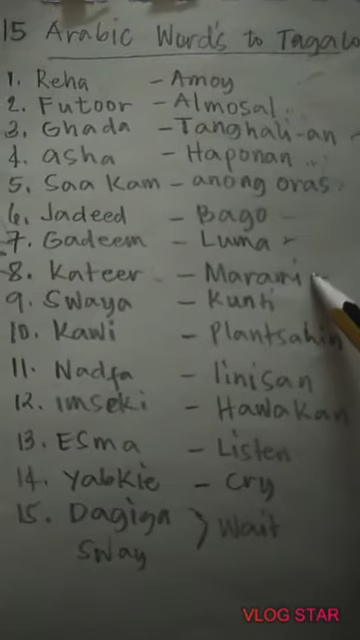 15 Arabic Word's to Tagalo
1. Reha - Amoy
2. Futoor - Almosal
3. Ghada - Tanghali-an
4. asha - Haponan
5. Saa Kam - anong oras
6. Jadeed - Bago
7. Gadeem - Luma
8. Kateer - Marami
9. Swaya - Kunti
10. Kawi - Plantsahin
11. Nadfa - linisan
12. imseki - Hawakan
13. Esma - Listen
14. Yabkie - Cry
15. Dagiga } Wait
Sway
VLOG STAR